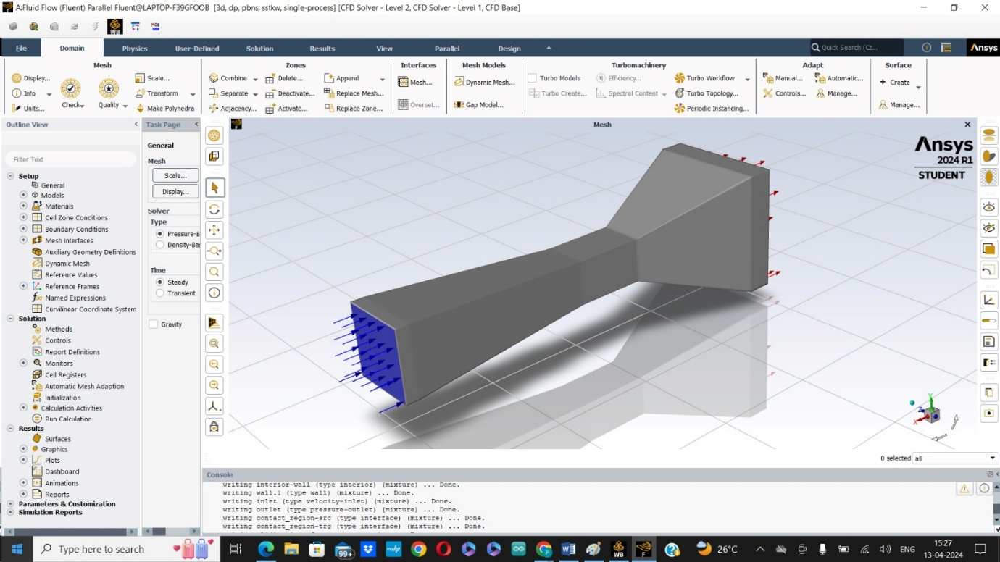 A:Fluid Flow (Fluent) Parallel Fluent@LAPTOP-F39GFOOB [3d, dp, pbns, sstkw, single-process] [CFD Solver - Level 2, CFD Solver - Level 1, CFD Base]
File Domain Physics User-Defined Solution Results View Parallel Design Quick Search (Ct... Ansys
Mesh Zones Interfaces Mesh Models Turbomachinery Adapt Surface
Display... Scale... Combine Delete... Append Mesh... Dynamic Mesh... Turbo Models Efficiency... Turbo Workflow Manual... Automatic... Create
Info Check Quality Transform Separate Deactivate... Replace Mesh... Overset... Gap Model... Turbo Create... Spectral Content Turbo Topology... Controls... Manage... Manage...
Units... Make Polyhedra Adjacency... Activate... Replace Zone... Periodic Instancing...
Outline View
Filter Text
Setup
General
Models
Materials
Cell Zone Conditions
Boundary Conditions
Mesh Interfaces
Auxiliary Geometry Definitions
Dynamic Mesh
Reference Values
Reference Frames
Named Expressions
Curvilinear Coordinate System
Solution
Methods
Controls
Report Definitions
Monitors
Cell Registers
Automatic Mesh Adaption
Initialization
Calculation Activities
Run Calculation
Results
Surfaces
Graphics
Plots
Dashboard
Animations
Reports
Parameters & Customization
Simulation Reports
Task Page
General
Mesh
Scale...
Display...
Solver
Type
Pressure-B
Density-Bas
Time
Steady
Transient
Gravity
Mesh
Ansys
2024 R1
STUDENT
Y
Z
X
0 selected all
Console
writing interior-wall (type interior) (mixture) ... Done.
writing wall.1 (type wall) (mixture) ... Done.
writing inlet (type velocity-inlet) (mixture) ... Done.
writing outlet (type pressure-outlet) (mixture) ... Done.
writing contact_region-src (type interface) (mixture) ... Done.
writing contact_region-trg (type interface) (mixture) ... Done.
Type here to search 99+ WB F 26°C ENG 15:27
13-04-2024